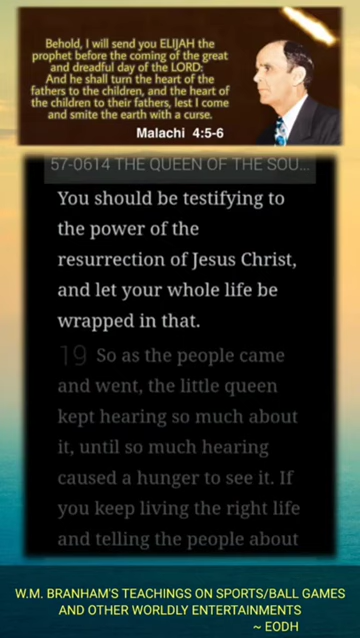 Behold, I will send you ELIJAH the
prophet before the coming of the great
and dreadful day of the LORD:
And he shall turn the heart of the
fathers to the children, and the heart of
the children to their fathers, lest I come
and smite the earth with a curse.
Malachi 4:5-6
57-0614 THE QUEEN OF THE SOU...
You should be testifying to
the power of the
resurrection of Jesus Christ,
and let your whole life be
wrapped in that.
19 So as the people came
and went, the little queen
kept hearing so much about
it, until so much hearing
caused a hunger to see it. If
you keep living the right life
and telling the people about
W.M. BRANHAM'S TEACHINGS ON SPORTS/BALL GAMES
AND OTHER WORLDLY ENTERTAINMENTS
~ EODH